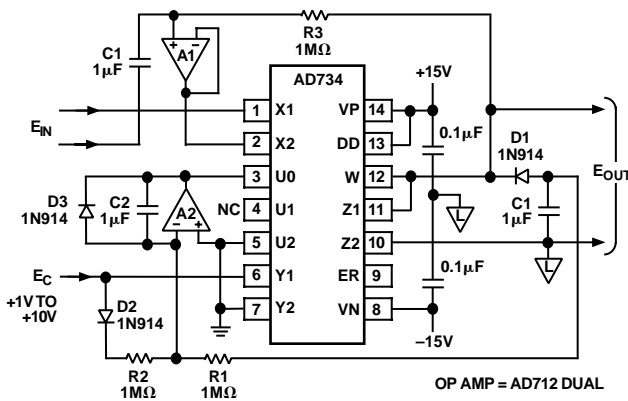 R3
1MΩ
C1
1µF
A1
+
–
AD734
+15V
EIN
1 X1 VP 14
2 X2 DD 13
0.1µF
D1
1N914
3 U0 W 12
EOUT
D3
1N914
C2
1µF
A2
–
+
NC 4 U1 Z1 11
L
C1
1µF
5 U2 Z2 10
L
EC
6 Y1 ER 9
0.1µF
+1V TO
+10V
D2
1N914
7 Y2 VN 8
–15V
R2
1MΩ
R1
1MΩ
OP AMP = AD712 DUAL